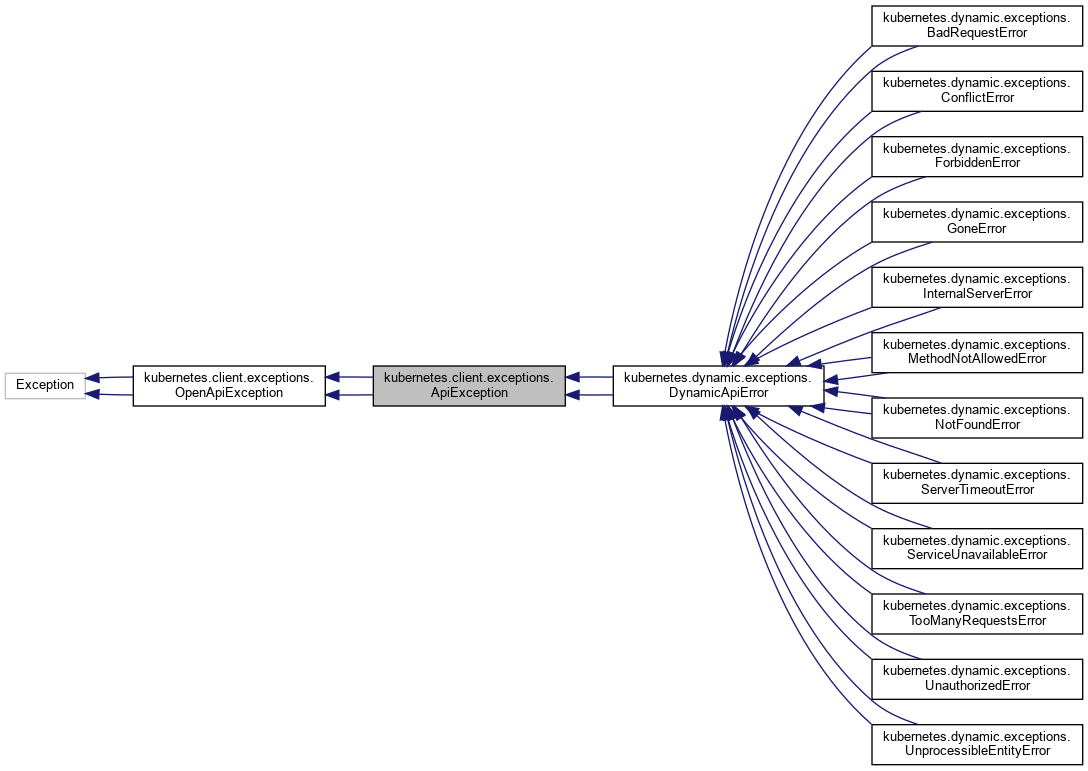 Exception
kubernetes.client.exceptions.
OpenApiException
kubernetes.client.exceptions.
ApiException
kubernetes.dynamic.exceptions.
DynamicApiError
kubernetes.dynamic.exceptions.
BadRequestError
kubernetes.dynamic.exceptions.
ConflictError
kubernetes.dynamic.exceptions.
ForbiddenError
kubernetes.dynamic.exceptions.
GoneError
kubernetes.dynamic.exceptions.
InternalServerError
kubernetes.dynamic.exceptions.
MethodNotAllowedError
kubernetes.dynamic.exceptions.
NotFoundError
kubernetes.dynamic.exceptions.
ServerTimeoutError
kubernetes.dynamic.exceptions.
ServiceUnavailableError
kubernetes.dynamic.exceptions.
TooManyRequestsError
kubernetes.dynamic.exceptions.
UnauthorizedError
kubernetes.dynamic.exceptions.
UnprocessibleEntityError